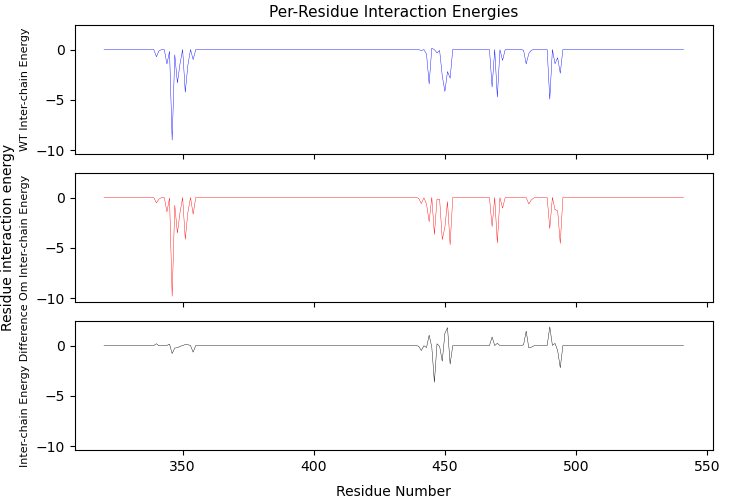 Per-Residue Interaction Energies
Residue interaction energy
WT Inter-chain Energy
0
−5
−10
Om Inter-chain Energy
0
−5
−10
Inter-chain Energy Difference
0
−5
−10
350
400
450
500
550
Residue Number